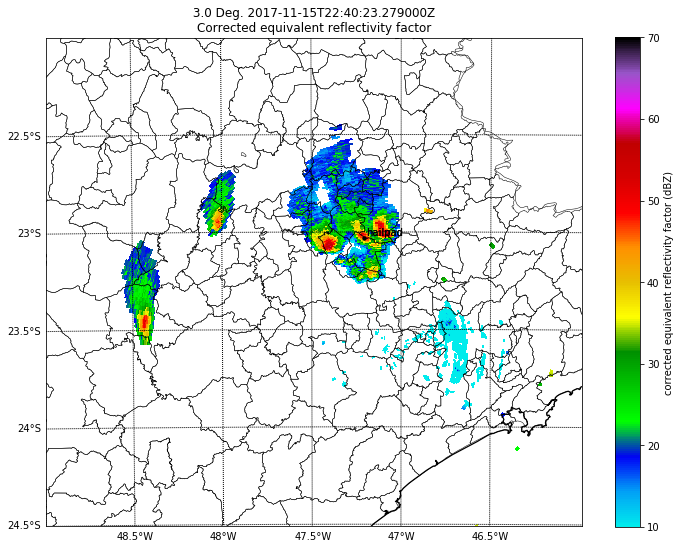 3.0 Deg. 2017-11-15T22:40:23.279000Z
Corrected equivalent reflectivity factor
22.5°S
23°S
23.5°S
24°S
24.5°S
48.5°W
48°W
47.5°W
47°W
46.5°W
hailpad
70
60
50
40
30
20
10
corrected equivalent reflectivity factor (dBZ)